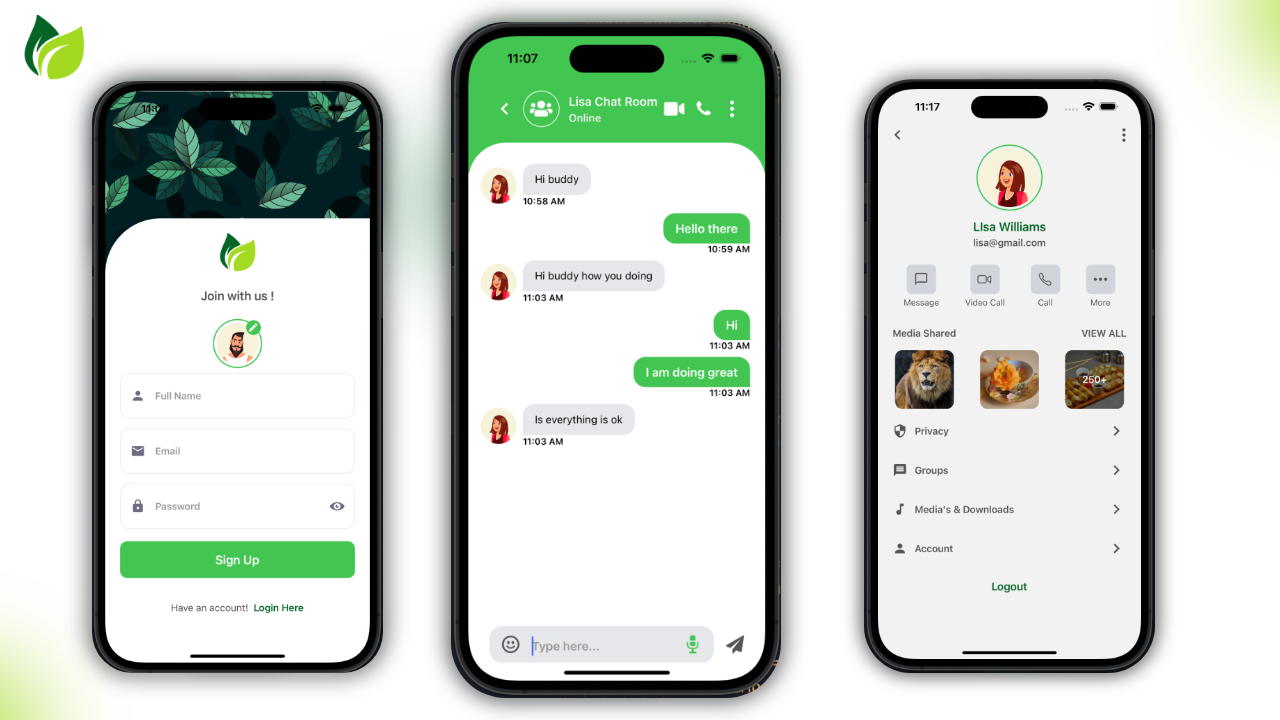 Join with us !
Full Name
Email
Password
Sign Up
Have an account! Login Here
11:07
Lisa Chat Room
Online
Hi buddy
10:58 AM
Hello there
10:59 AM
Hi buddy how you doing
11:03 AM
Hi
11:03 AM
I am doing great
11:03 AM
Is everything is ok
11:03 AM
Type here...
11:17
LIsa Williams
lisa@gmail.com
Message Video Call Call More
Media Shared VIEW ALL
250+
Privacy
Groups
Media's & Downloads
Account
Logout